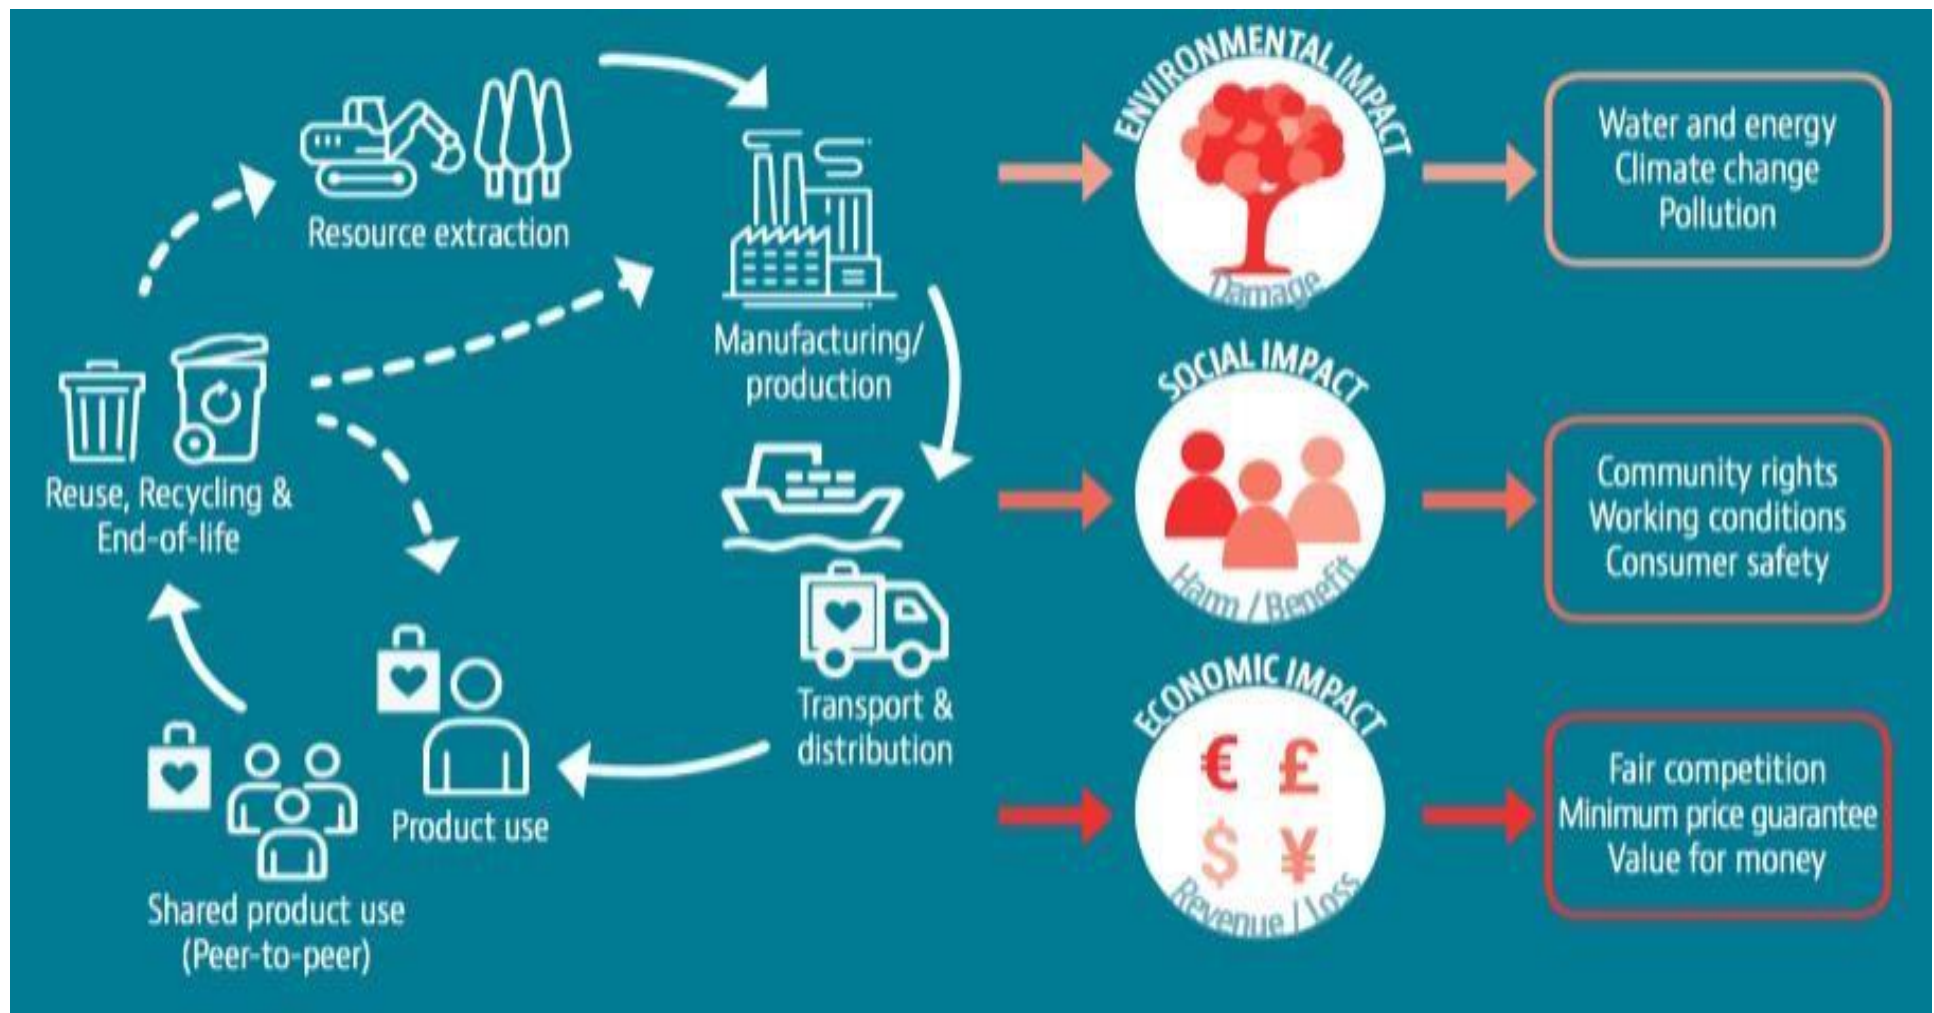 Resource extraction
Manufacturing/
production
Reuse, Recycling &
End-of-life
Transport &
distribution
Product use
Shared product use
(Peer-to-peer)
ENVIRONMENTAL IMPACT
Damage
Water and energy
Climate change
Pollution
SOCIAL IMPACT
Harm / Benefit
Community rights
Working conditions
Consumer safety
ECONOMIC IMPACT
€ £
$ ¥
Revenue / Loss
Fair competition
Minimum price guarantee
Value for money